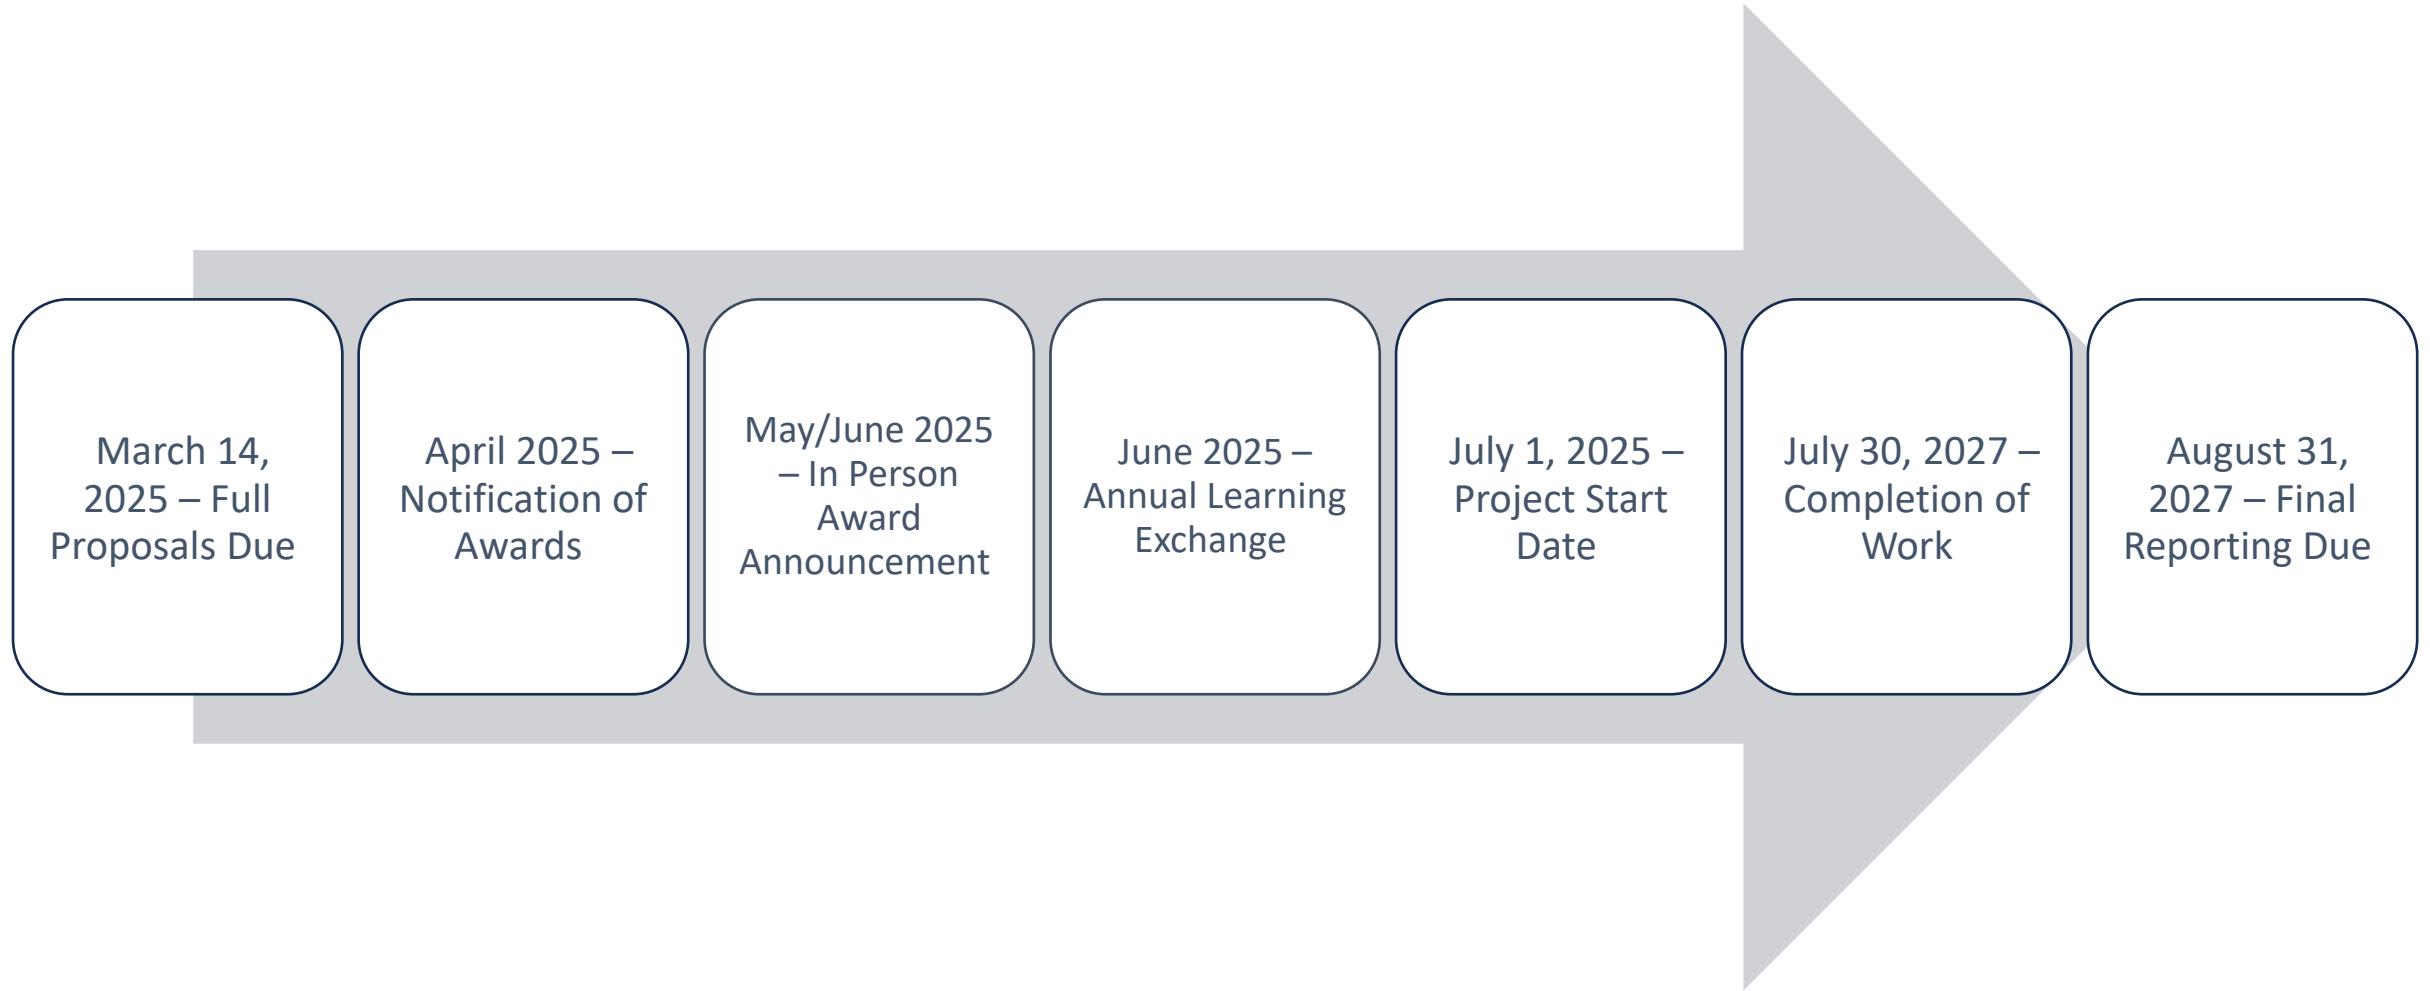 March 14,
2025 – Full
Proposals Due
April 2025 –
Notification of
Awards
May/June 2025
– In Person
Award
Announcement
June 2025 –
Annual Learning
Exchange
July 1, 2025 –
Project Start
Date
July 30, 2027 –
Completion of
Work
August 31,
2027 – Final
Reporting Due